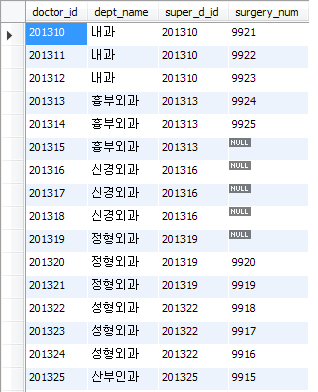 doctor_id dept_name super_d_id surgery_num
201310 내과 201310 9921
201311 내과 201310 9922
201312 내과 201310 9923
201313 흉부외과 201313 9924
201314 흉부외과 201313 9925
201315 흉부외과 201313 NULL
201316 신경외과 201316 NULL
201317 신경외과 201316 NULL
201318 신경외과 201316 NULL
201319 정형외과 201319 NULL
201320 정형외과 201319 9920
201321 정형외과 201319 9919
201322 성형외과 201322 9918
201323 성형외과 201322 9917
201324 성형외과 201322 9916
201325 산부인과 201325 9915